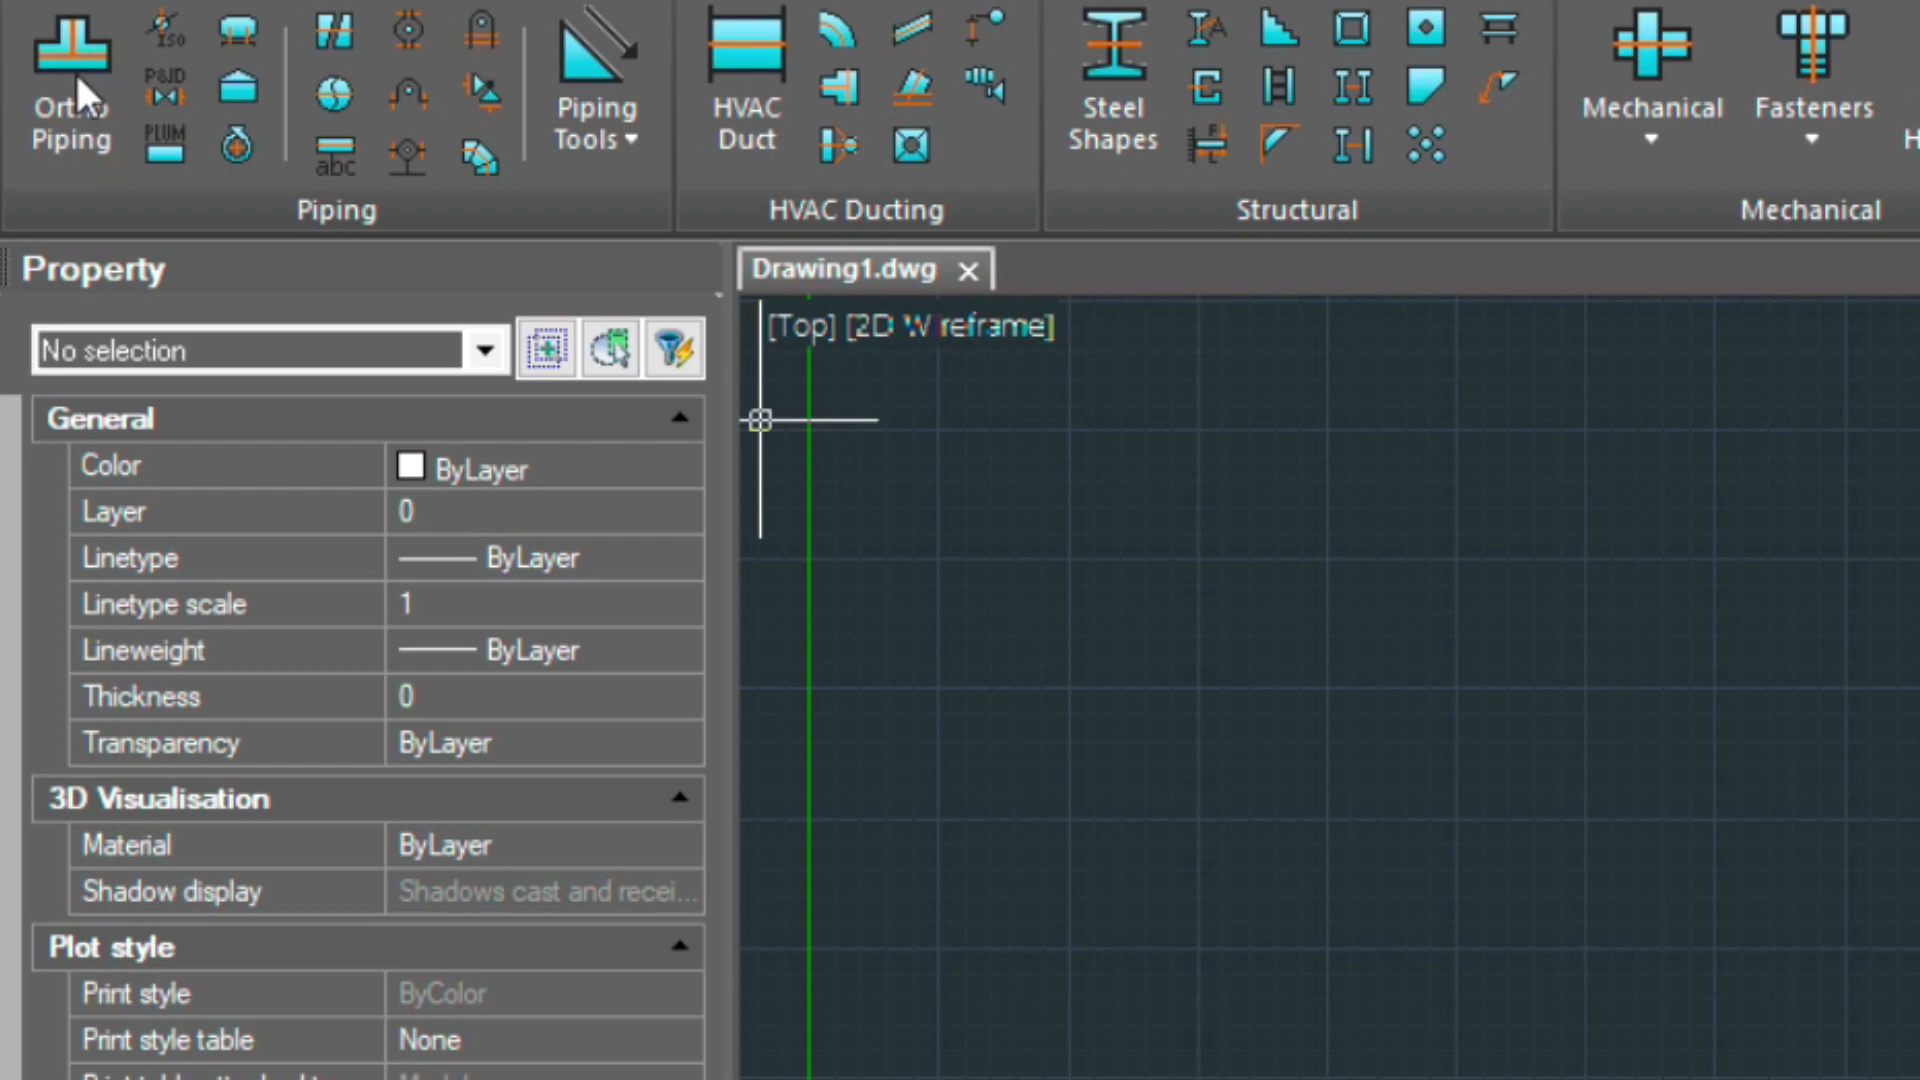 ISO
P&ID
PLUM
abc
Ortho
Piping
Piping
Tools
HVAC
Duct
Steel
Shapes
Mechanical
Fasteners
H
Piping
HVAC Ducting
Structural
Mechanical
Property
Drawing1.dwg
[Top] [2D Wireframe]
No selection
General
Color ByLayer
Layer 0
Linetype ByLayer
Linetype scale 1
Lineweight ByLayer
Thickness 0
Transparency ByLayer
3D Visualisation
Material ByLayer
Shadow display Shadows cast and recei...
Plot style
Print style ByColor
Print style table None